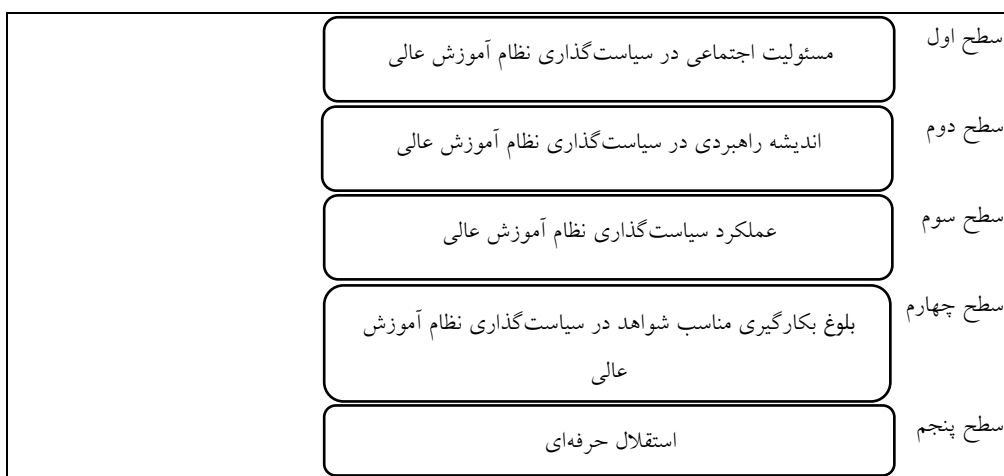 سطح اول
مسئولیت اجتماعی در سیاست‌گذاری نظام آموزش عالی
سطح دوم
اندیشه راهبردی در سیاست‌گذاری نظام آموزش عالی
سطح سوم
عملکرد سیاست‌گذاری نظام آموزش عالی
سطح چهارم
بلوغ بکارگیری مناسب شواهد در سیاست‌گذاری نظام آموزش
عالی
سطح پنجم
استقلال حرفه‌ای